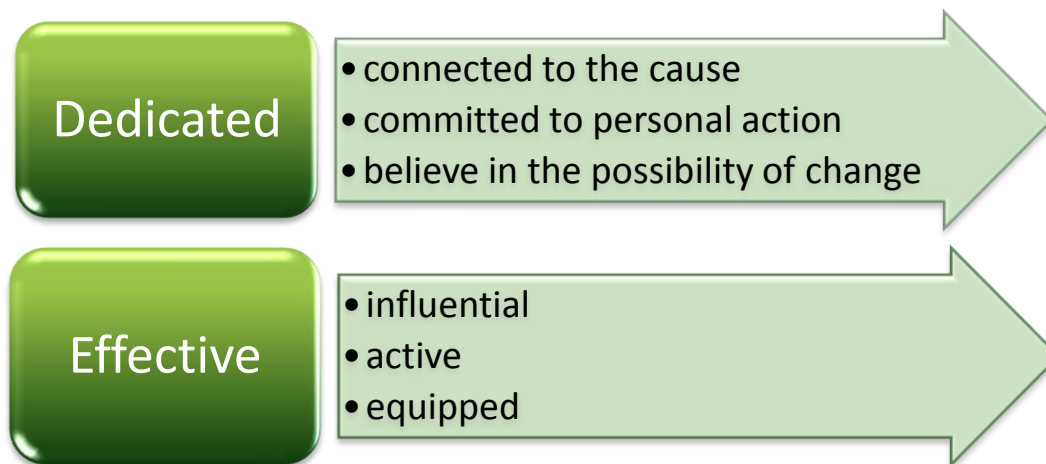 Dedicated
• connected to the cause
• committed to personal action
• believe in the possibility of change
Effective
• influential
• active
• equipped